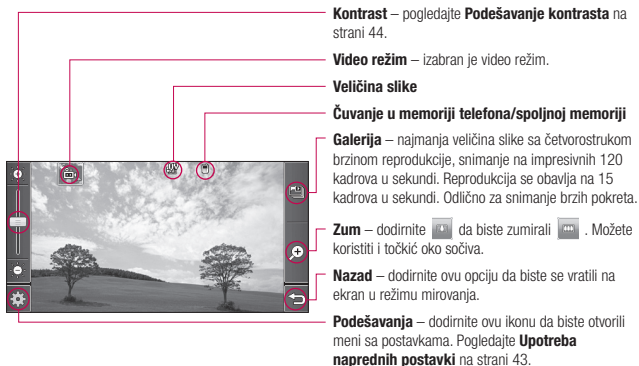 Kontrast – pogledajte Podešavanje kontrasta na
strani 44.
Video režim – izabran je video režim.
Veličina slike
Čuvanje u memoriji telefona/spoljnoj memoriji
Galerija – najmanja veličina slike sa četvorostrukom
brzinom reprodukcije, snimanje na impresivnih 120
kadrova u sekundi. Reprodukcija se obavlja na 15
kadrova u sekundi. Odlično za snimanje brzih pokreta.
Zum – dodirnite da biste zumirali . Možete
koristiti i točkić oko sočiva.
Nazad – dodirnite ovu opciju da biste se vratili na
ekran u režimu mirovanja.
Podešavanja – dodirnite ovu ikonu da biste otvorili
meni sa postavkama. Pogledajte Upotreba
naprednih postavki na strani 43.